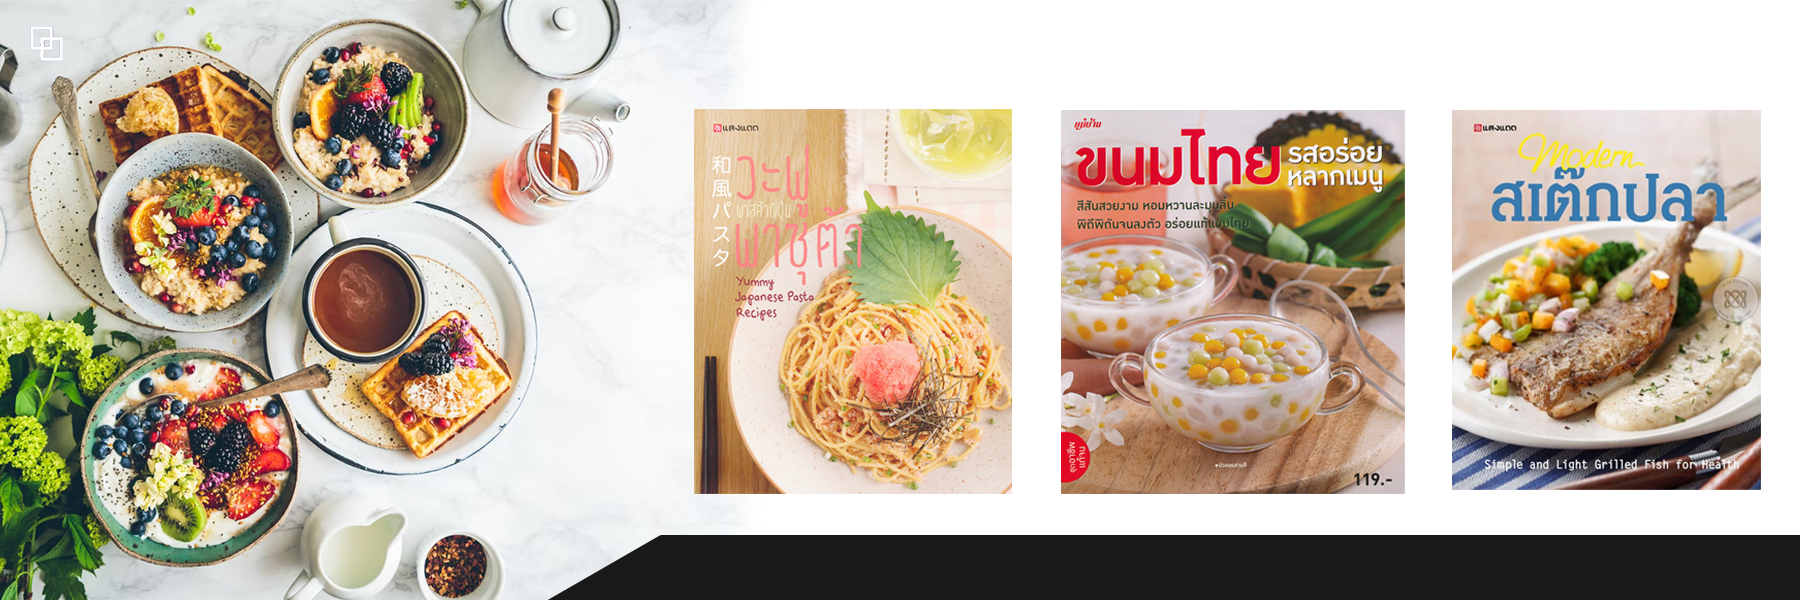 แสงแดด
和風パスタ
วะฟู
พาสต้าญี่ปุ่น
พาซุต้า
Yummy
Japanese Pasta
Recipes
แม่บ้าน
ขนมไทย
รสอร่อย
หลากเมนู
สีสันสวยงาม หอมหวานละมุนลิ้น
พิถีพิถันจนลงตัว อร่อยแท้แบบไทย
119.-
แสงแดด
Modern
สเต๊กปลา
Simple and Light Grilled Fish for Health